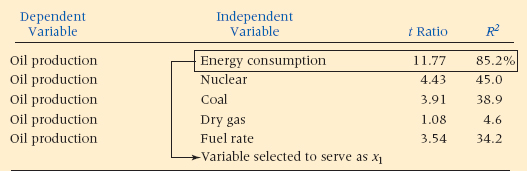 Dependent Variable Independent Variable t Ratio R²
Oil production Energy consumption 11.77 85.2%
Oil production Nuclear 4.43 45.0
Oil production Coal 3.91 38.9
Oil production Dry gas 1.08 4.6
Oil production Fuel rate 3.54 34.2
Variable selected to serve as x₁